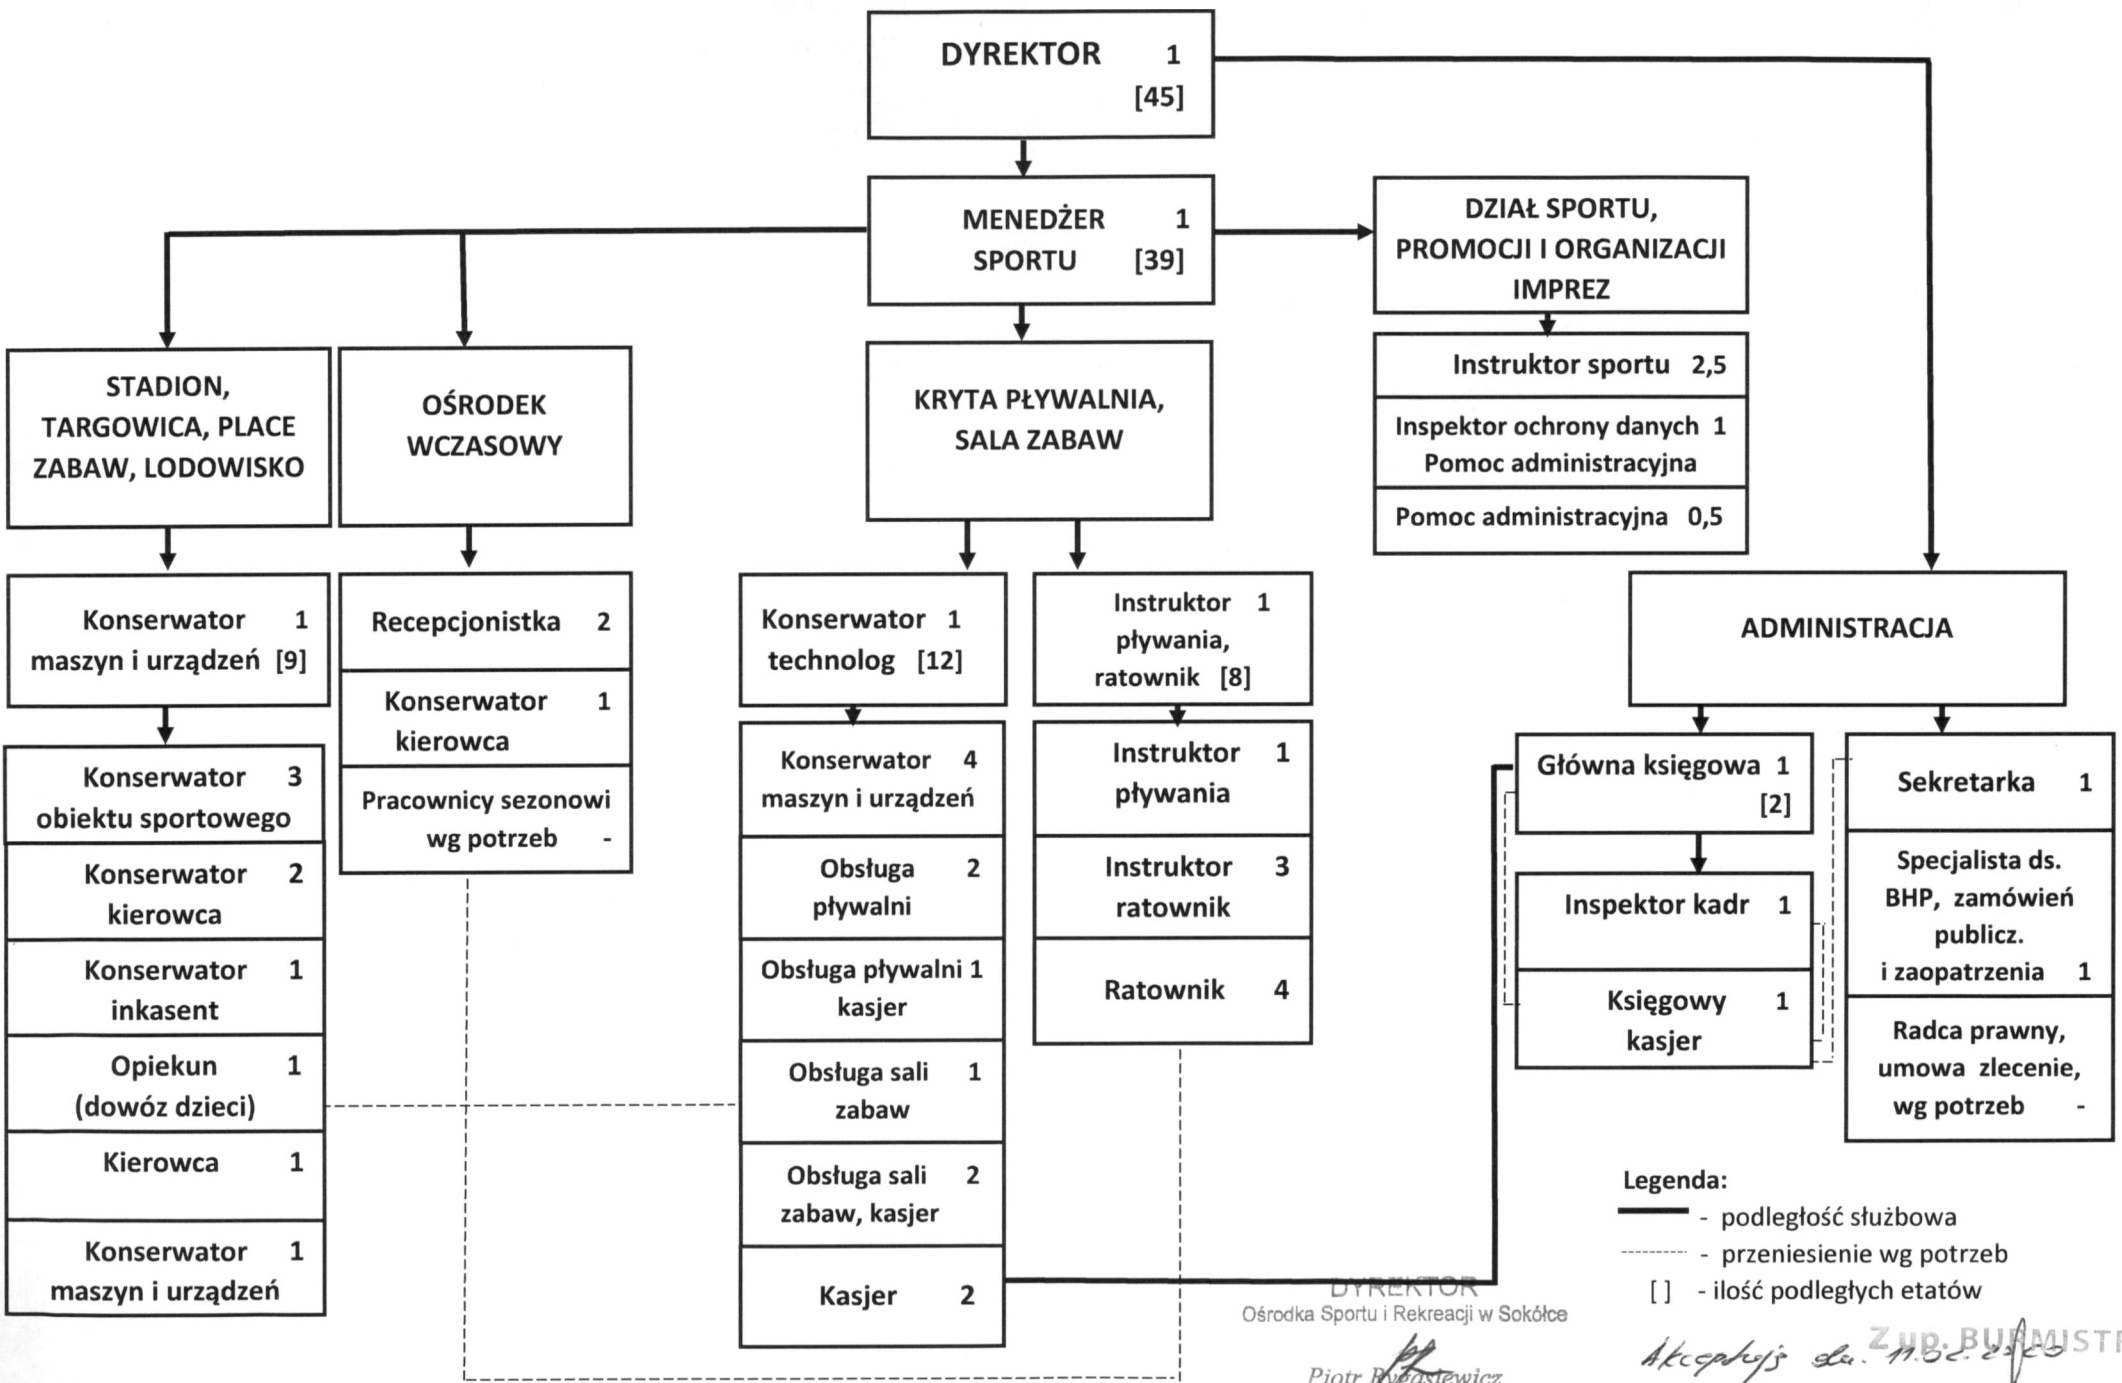 DYREKTOR 1
[45]
MENEDŻER 1
SPORTU [39]
DZIAŁ SPORTU,
PROMOCJI I ORGANIZACJI
IMPREZ
Instruktor sportu 2,5
Inspektor ochrony danych 1
Pomoc administracyjna
Pomoc administracyjna 0,5
STADION,
TARGOWICA, PLACE
ZABAW, LODOWISKO
OŚRODEK
WCZASOWY
KRYTA PŁYWALNIA,
SALA ZABAW
Konserwator 1
maszyn i urządzeń [9]
Konserwator 3
obiektu sportowego
Konserwator 2
kierowca
Konserwator 1
inkasent
Opiekun 1
(dowóz dzieci)
Kierowca 1
Konserwator 1
maszyn i urządzeń
Recepcjonistka 2
Konserwator 1
kierowca
Pracownicy sezonowi
wg potrzeb -
Konserwator 1
technolog [12]
Konserwator 4
maszyn i urządzeń
Obsługa 2
pływalni
Obsługa pływalni 1
kasjer
Obsługa sali 1
zabaw
Obsługa sali 2
zabaw, kasjer
Kasjer 2
Instruktor 1
pływania,
ratownik [8]
Instruktor 1
pływania
Instruktor 3
ratownik
Ratownik 4
ADMINISTRACJA
Główna księgowa 1
[2]
Inspektor kadr 1
Księgowy 1
kasjer
Sekretarka 1
Specjalista ds.
BHP, zamówień
publicz.
i zaopatrzenia 1
Radca prawny,
umowa zlecenie,
wg potrzeb -
Legenda:
- podległość służbowa
- przeniesienie wg potrzeb
[ ] - ilość podległych etatów
DYREKTOR
Ośrodka Sportu i Rekreacji w Sokółce
Piotr
Z up. BURMISTR
Akceptuję dn.